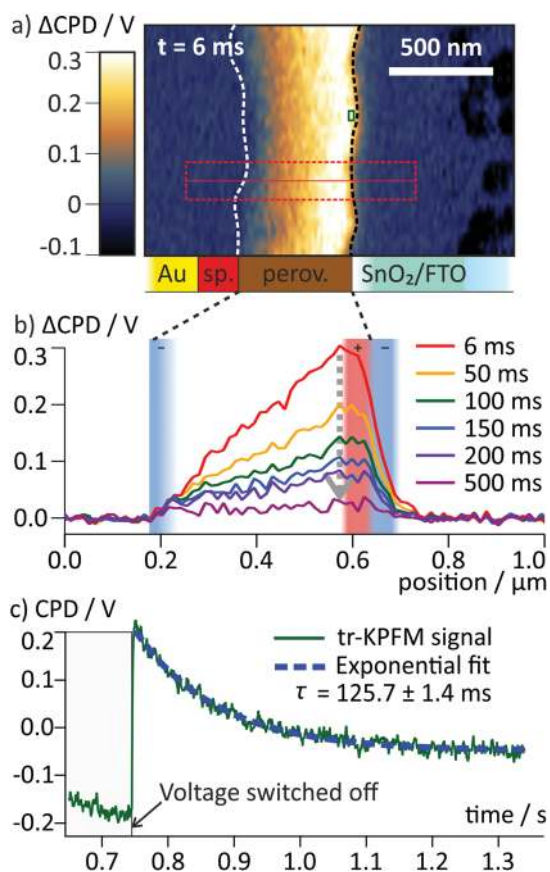 a) ΔCPD / V
0.3
0.2
0.1
0
-0.1
t = 6 ms
500 nm
Au
sp.
perov.
SnO₂/FTO
b) ΔCPD / V
0.3
0.2
0.1
0.0
-
+
-
6 ms
50 ms
100 ms
150 ms
200 ms
500 ms
0.0 0.2 0.4 0.6 0.8 1.0
position / µm
c) CPD / V
0.2
0.1
0.0
-0.1
-0.2
tr-KPFM signal
Exponential fit
τ = 125.7 ± 1.4 ms
Voltage switched off
time / s
0.7 0.8 0.9 1.0 1.1 1.2 1.3